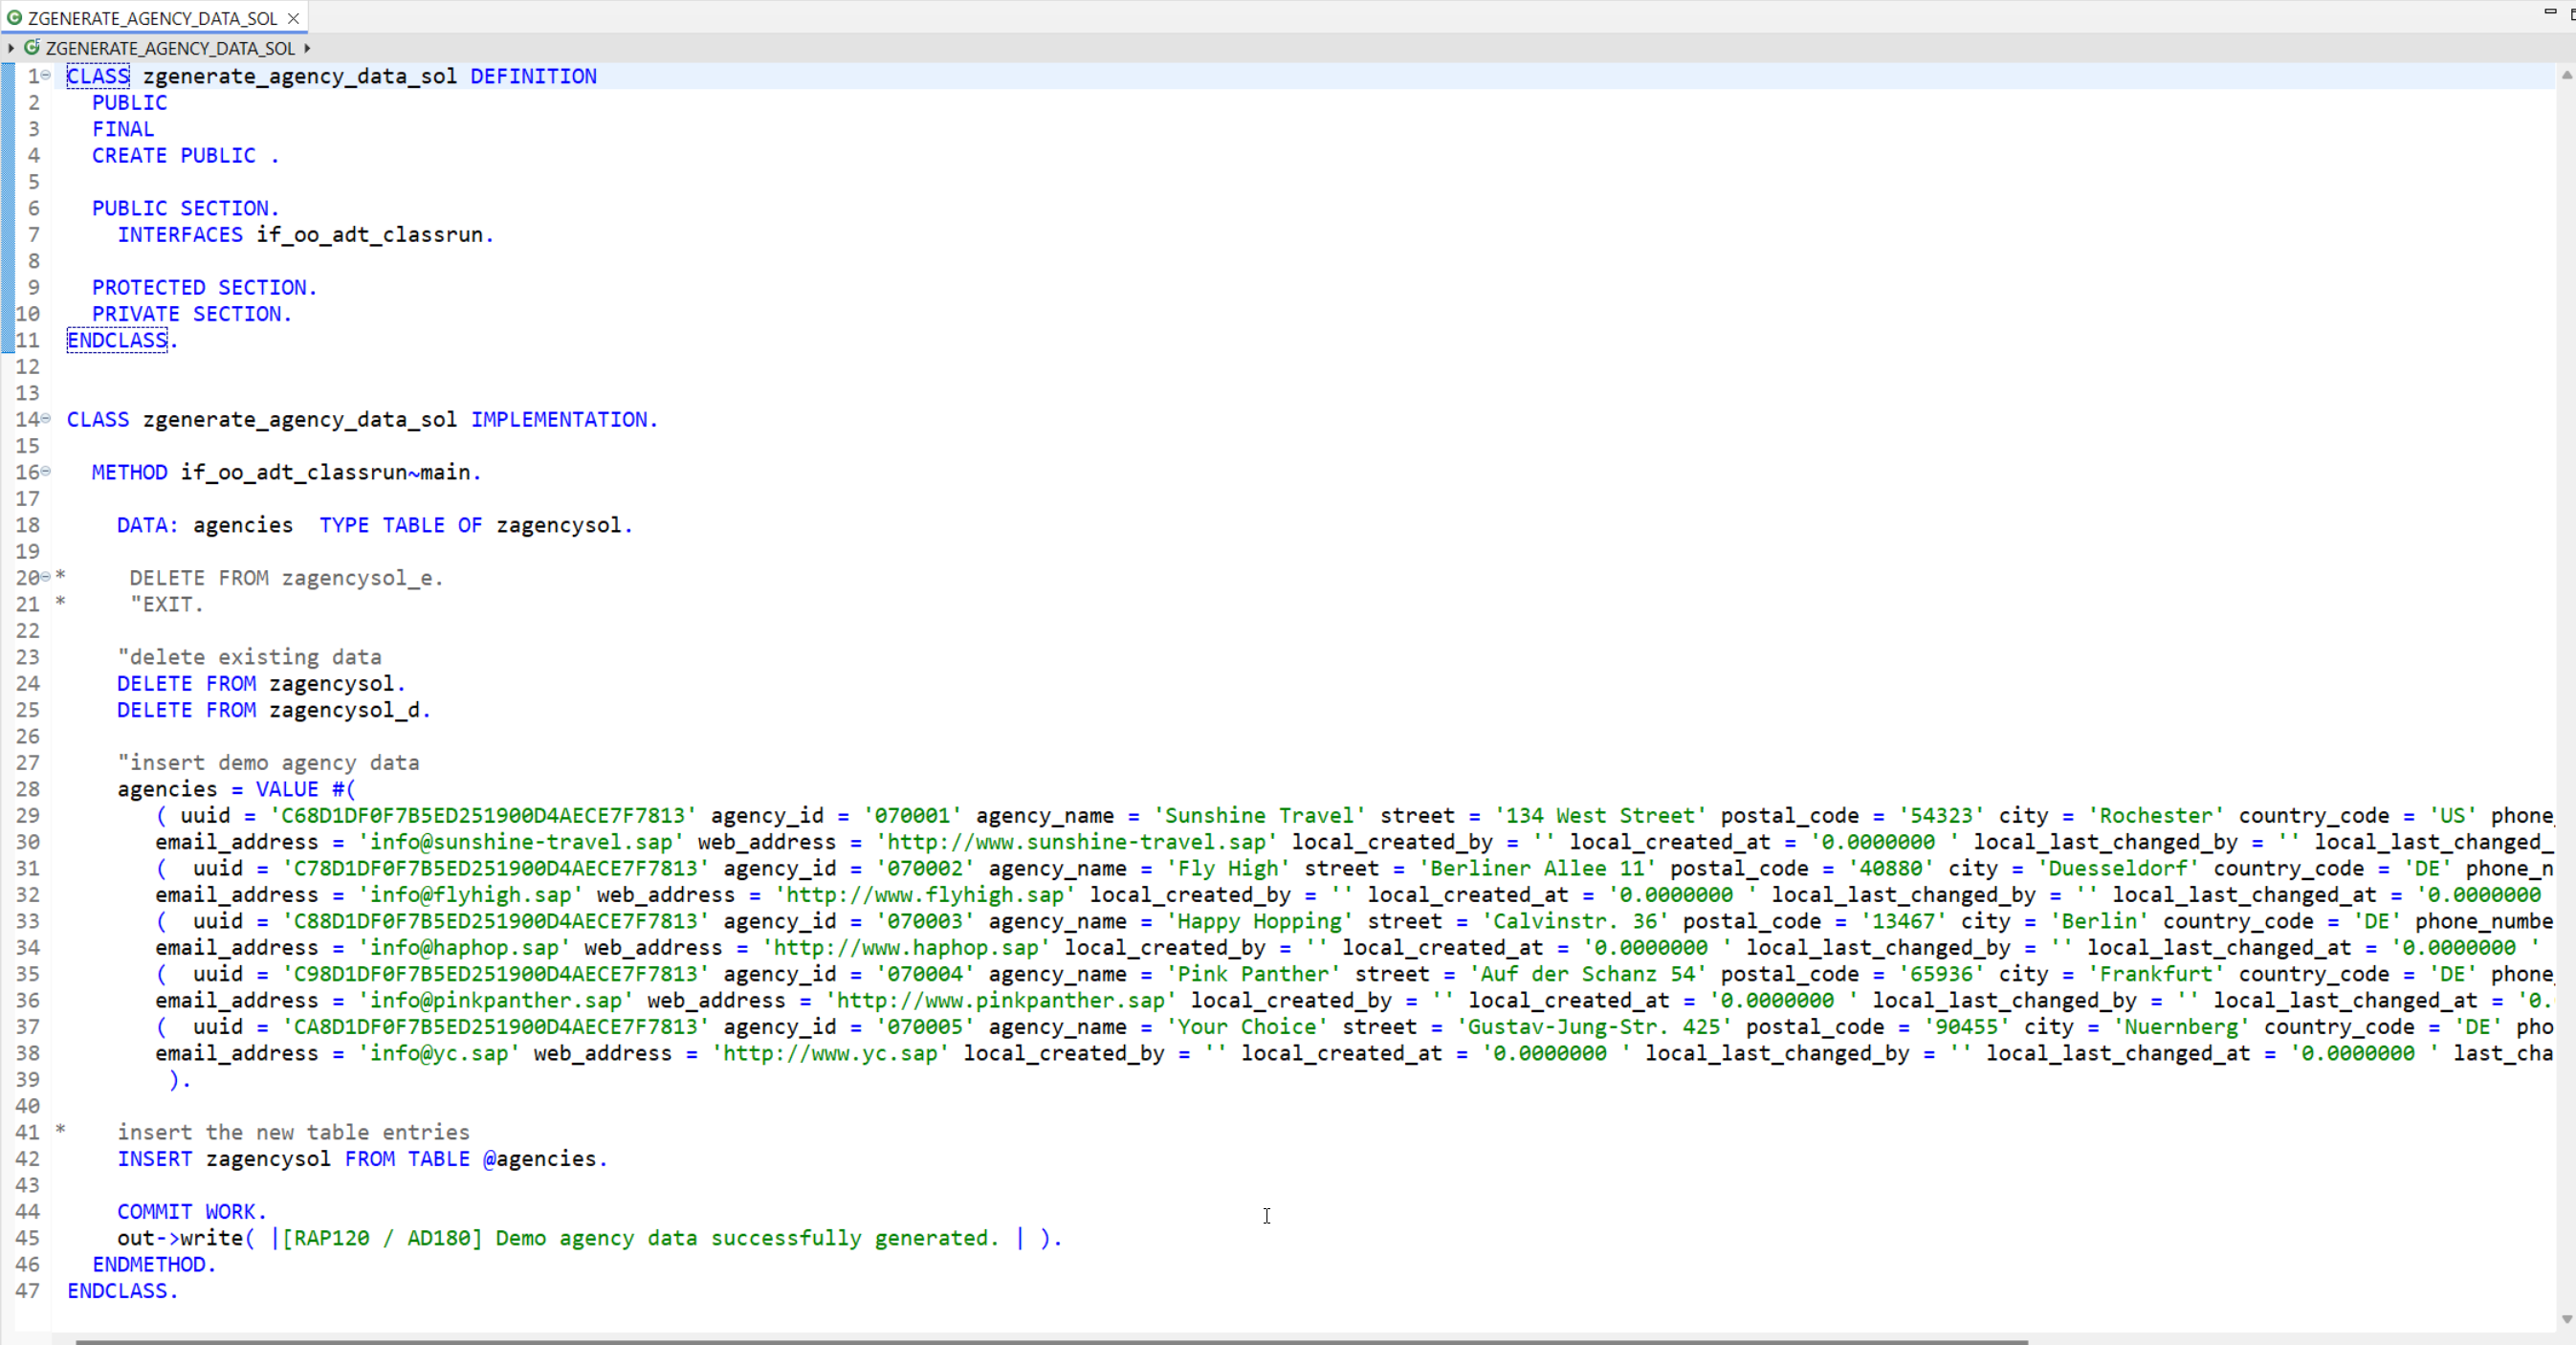 ZGENERATE_AGENCY_DATA_SOL
ZGENERATE_AGENCY_DATA_SOL
1 CLASS zgenerate_agency_data_sol DEFINITION
2 PUBLIC
3 FINAL
4 CREATE PUBLIC .
5
6 PUBLIC SECTION.
7 INTERFACES if_oo_adt_classrun.
8
9 PROTECTED SECTION.
10 PRIVATE SECTION.
11 ENDCLASS.
12
13
14 CLASS zgenerate_agency_data_sol IMPLEMENTATION.
15
16 METHOD if_oo_adt_classrun~main.
17
18 DATA: agencies  TYPE TABLE OF zagencysol.
19
20 *     DELETE FROM zagencysol_e.
21 *     "EXIT.
22
23 "delete existing data
24 DELETE FROM zagencysol.
25 DELETE FROM zagencysol_d.
26
27 "insert demo agency data
28 agencies = VALUE #(
29 ( uuid = 'C68D1DF0F7B5ED251900D4AECE7F7813' agency_id = '070001' agency_name = 'Sunshine Travel' street = '134 West Street' postal_code = '54323' city = 'Rochester' country_code = 'US' phone_
30 email_address = 'info@sunshine-travel.sap' web_address = 'http://www.sunshine-travel.sap' local_created_by = '' local_created_at = '0.0000000 ' local_last_changed_by = '' local_last_changed_
31 (  uuid = 'C78D1DF0F7B5ED251900D4AECE7F7813' agency_id = '070002' agency_name = 'Fly High' street = 'Berliner Allee 11' postal_code = '40880' city = 'Duesseldorf' country_code = 'DE' phone_n
32 email_address = 'info@flyhigh.sap' web_address = 'http://www.flyhigh.sap' local_created_by = '' local_created_at = '0.0000000 ' local_last_changed_by = '' local_last_changed_at = '0.0000000
33 (  uuid = 'C88D1DF0F7B5ED251900D4AECE7F7813' agency_id = '070003' agency_name = 'Happy Hopping' street = 'Calvinstr. 36' postal_code = '13467' city = 'Berlin' country_code = 'DE' phone_numbe
34 email_address = 'info@haphop.sap' web_address = 'http://www.haphop.sap' local_created_by = '' local_created_at = '0.0000000 ' local_last_changed_by = '' local_last_changed_at = '0.0000000 '
35 (  uuid = 'C98D1DF0F7B5ED251900D4AECE7F7813' agency_id = '070004' agency_name = 'Pink Panther' street = 'Auf der Schanz 54' postal_code = '65936' city = 'Frankfurt' country_code = 'DE' phone_
36 email_address = 'info@pinkpanther.sap' web_address = 'http://www.pinkpanther.sap' local_created_by = '' local_created_at = '0.0000000 ' local_last_changed_by = '' local_last_changed_at = '0.
37 (  uuid = 'CA8D1DF0F7B5ED251900D4AECE7F7813' agency_id = '070005' agency_name = 'Your Choice' street = 'Gustav-Jung-Str. 425' postal_code = '90455' city = 'Nuernberg' country_code = 'DE' pho
38 email_address = 'info@yc.sap' web_address = 'http://www.yc.sap' local_created_by = '' local_created_at = '0.0000000 ' local_last_changed_by = '' local_last_changed_at = '0.0000000 ' last_cha
39 ).
40
41 *    insert the new table entries
42 INSERT zagencysol FROM TABLE @agencies.
43
44 COMMIT WORK.
45 out->write( |[RAP120 / AD180] Demo agency data successfully generated. | ).
46 ENDMETHOD.
47 ENDCLASS.